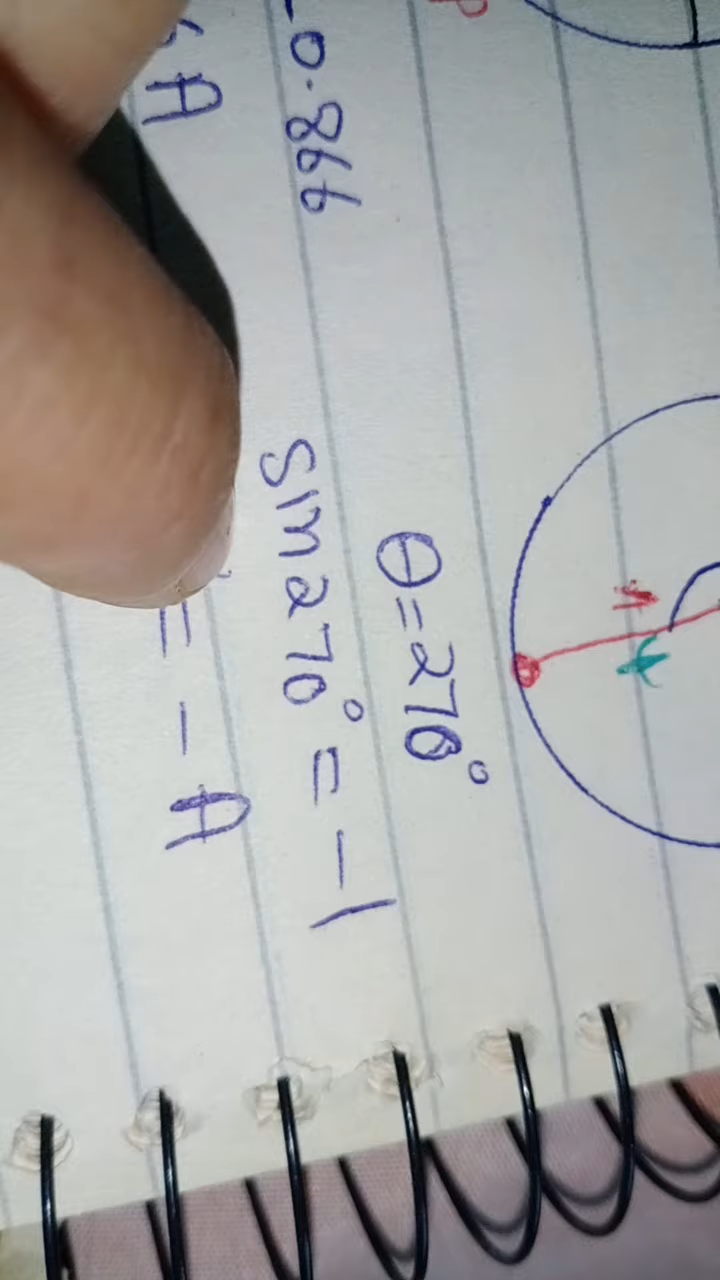 A
θ=270°
-0.866
sin270° = -1
A
= -A